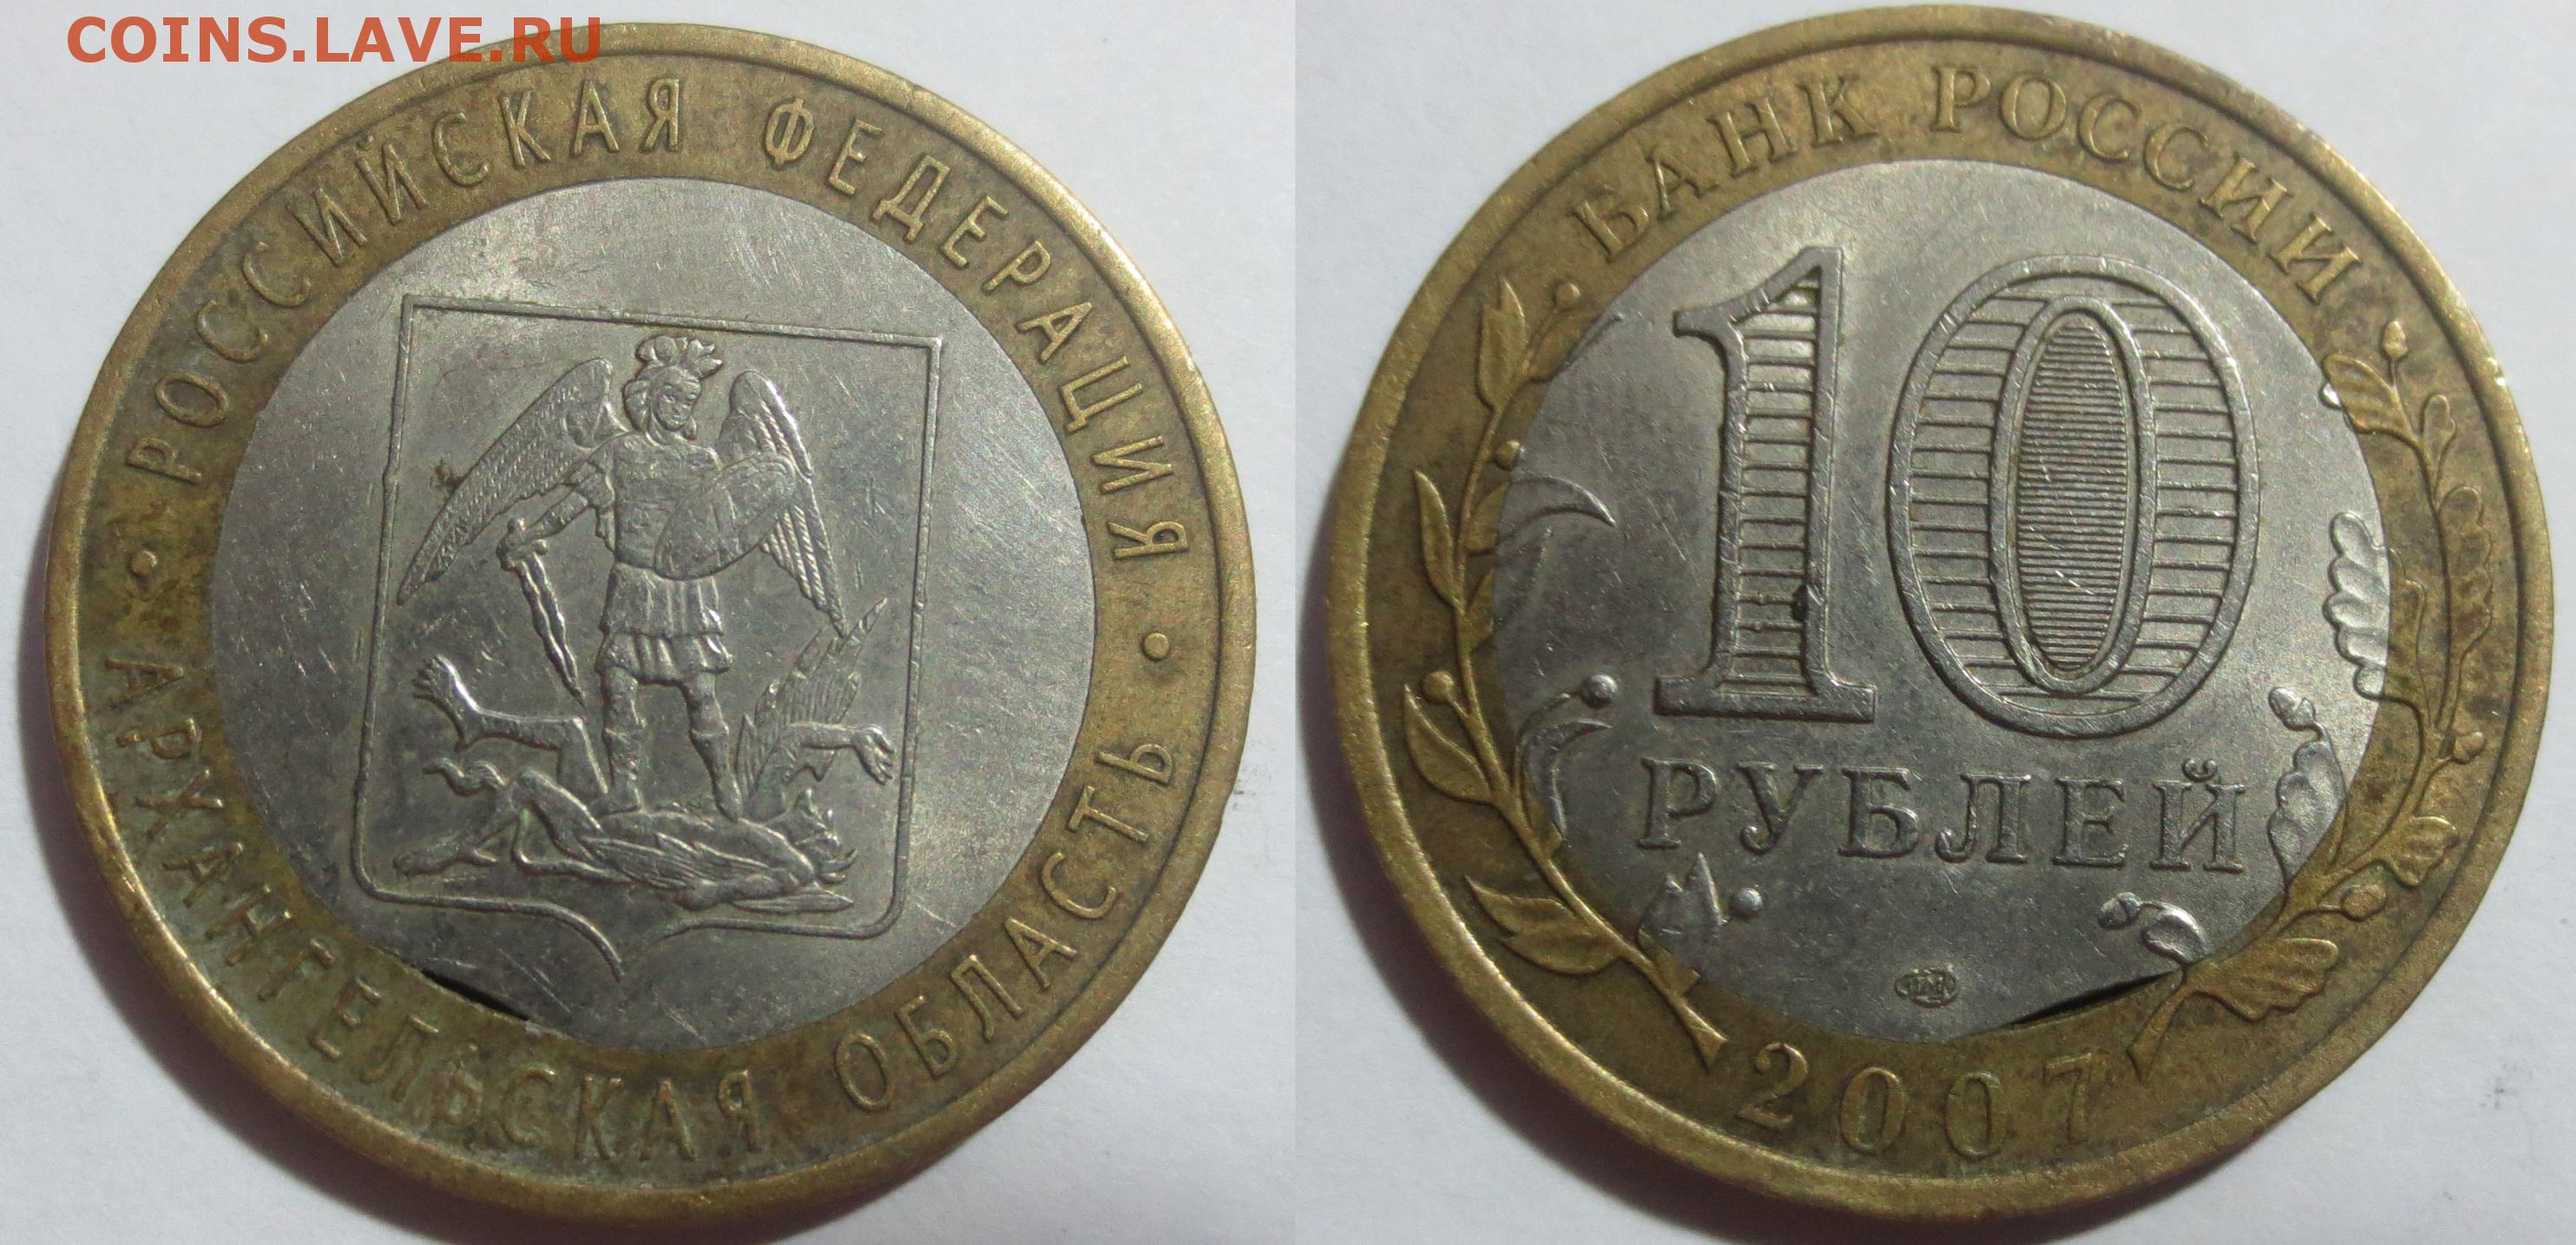 COINS.LAVE.RU
РОССИЙСКАЯ ФЕДЕРАЦИЯ
АРХАНГЕЛЬСКАЯ ОБЛАСТЬ
БАНК РОССИИ
10
РУБЛЕЙ
2007